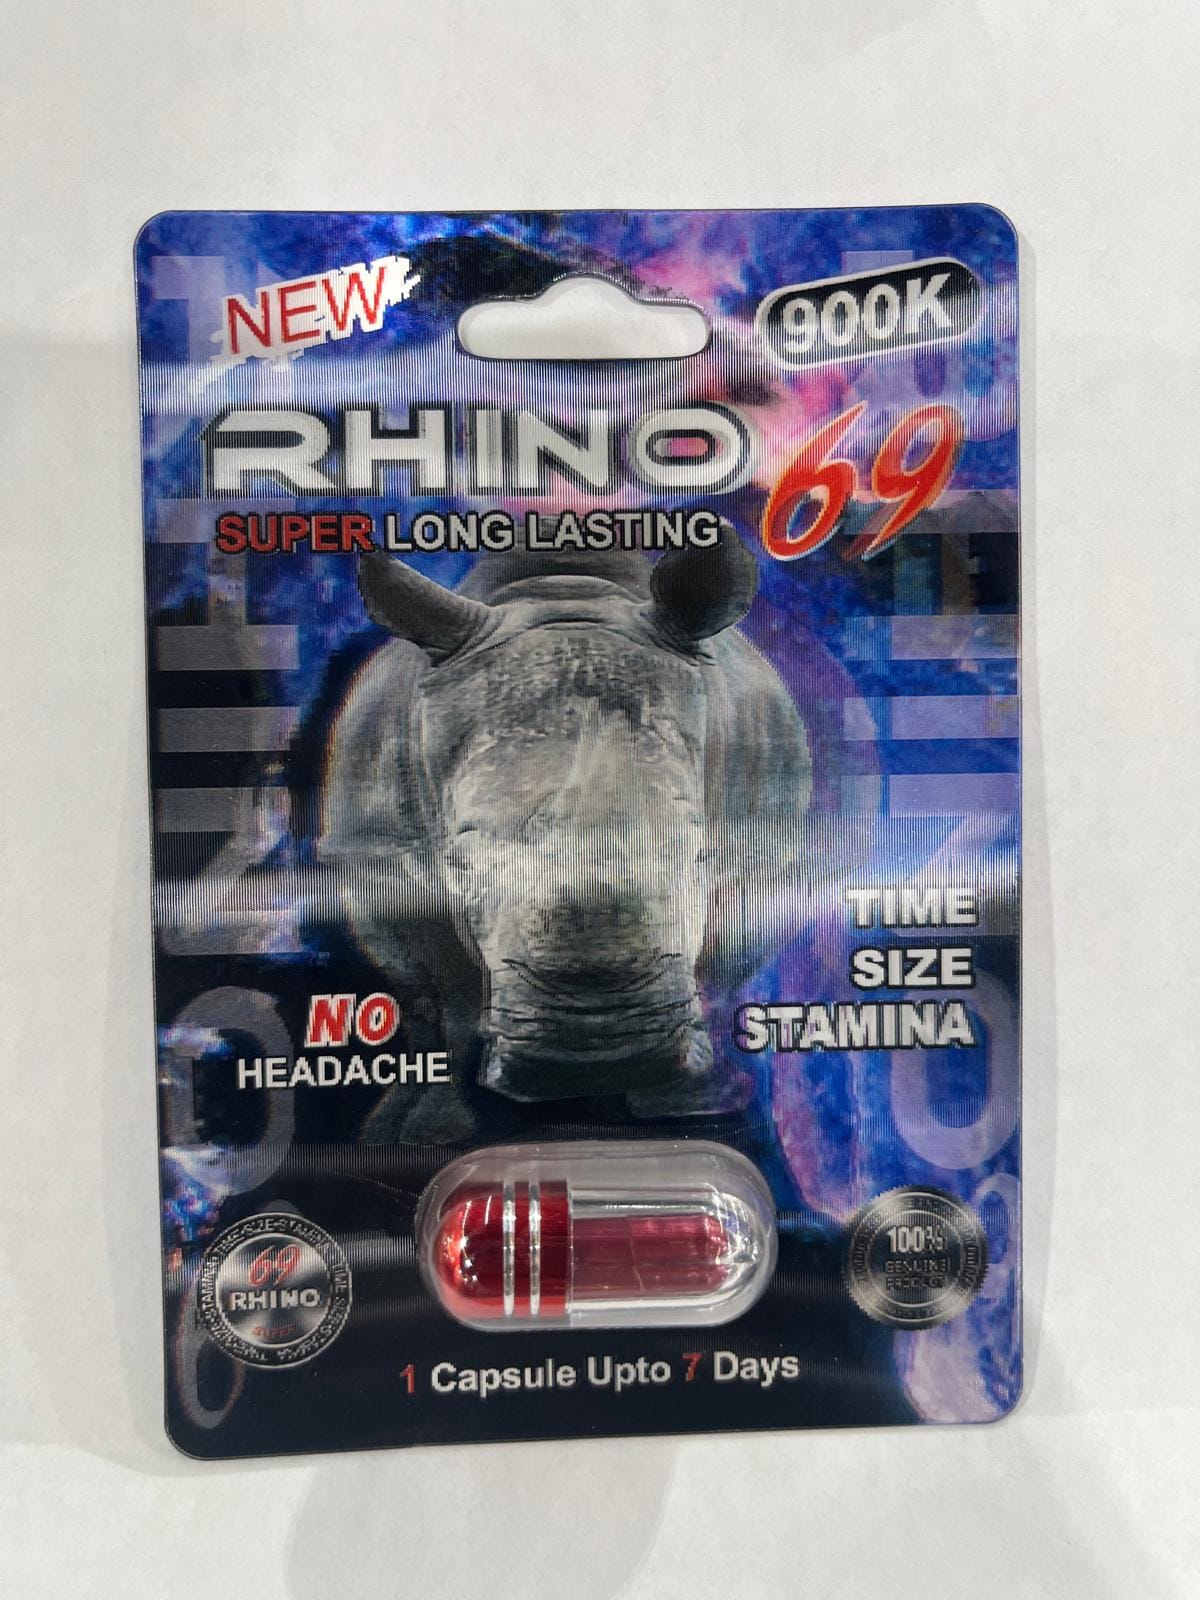 NEW
900K
RHINO 69
SUPER LONG LASTING
TIME
SIZE
STAMINA
NO
HEADACHE
69
RHINO
100%
GENUINE
PRODUCT
1 Capsule Upto 7 Days